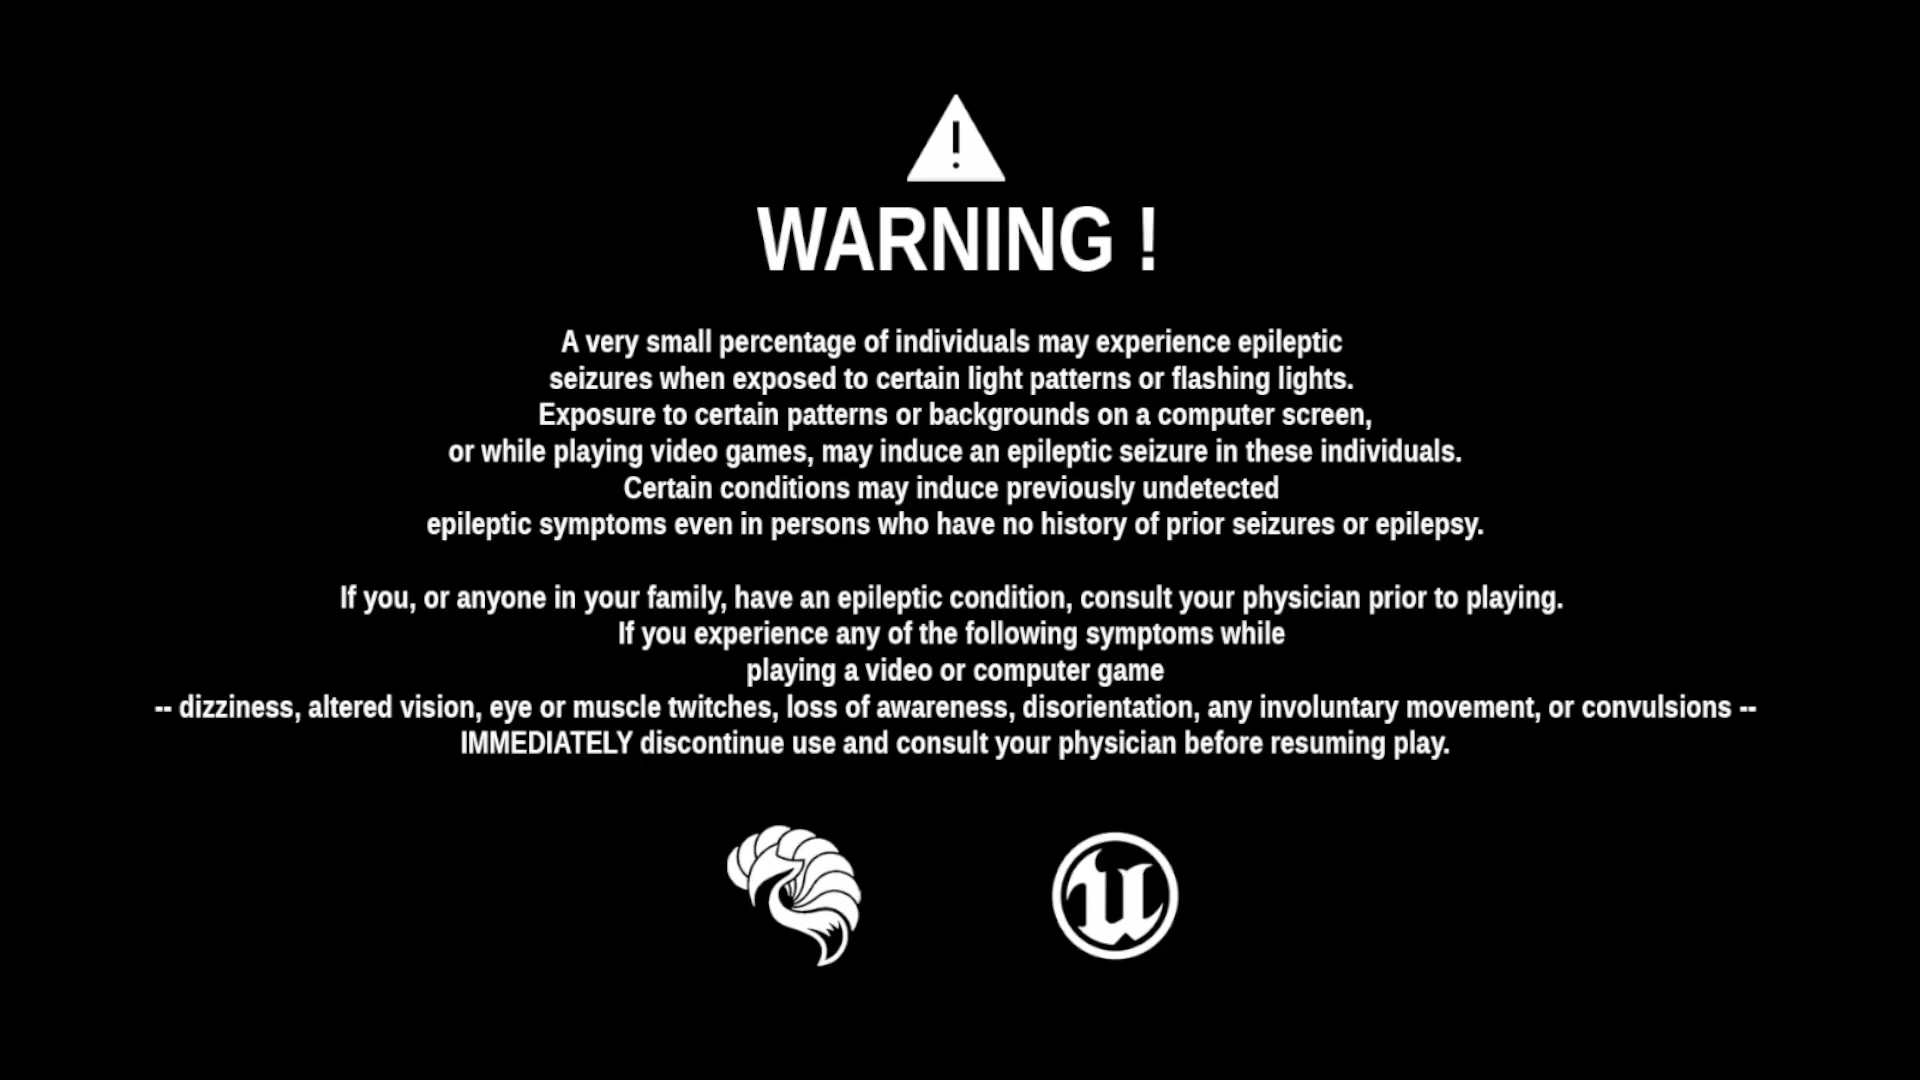 !
WARNING !
A very small percentage of individuals may experience epileptic
seizures when exposed to certain light patterns or flashing lights.
Exposure to certain patterns or backgrounds on a computer screen,
or while playing video games, may induce an epileptic seizure in these individuals.
Certain conditions may induce previously undetected
epileptic symptoms even in persons who have no history of prior seizures or epilepsy.
If you, or anyone in your family, have an epileptic condition, consult your physician prior to playing.
If you experience any of the following symptoms while
playing a video or computer game
-- dizziness, altered vision, eye or muscle twitches, loss of awareness, disorientation, any involuntary movement, or convulsions --
IMMEDIATELY discontinue use and consult your physician before resuming play.
u